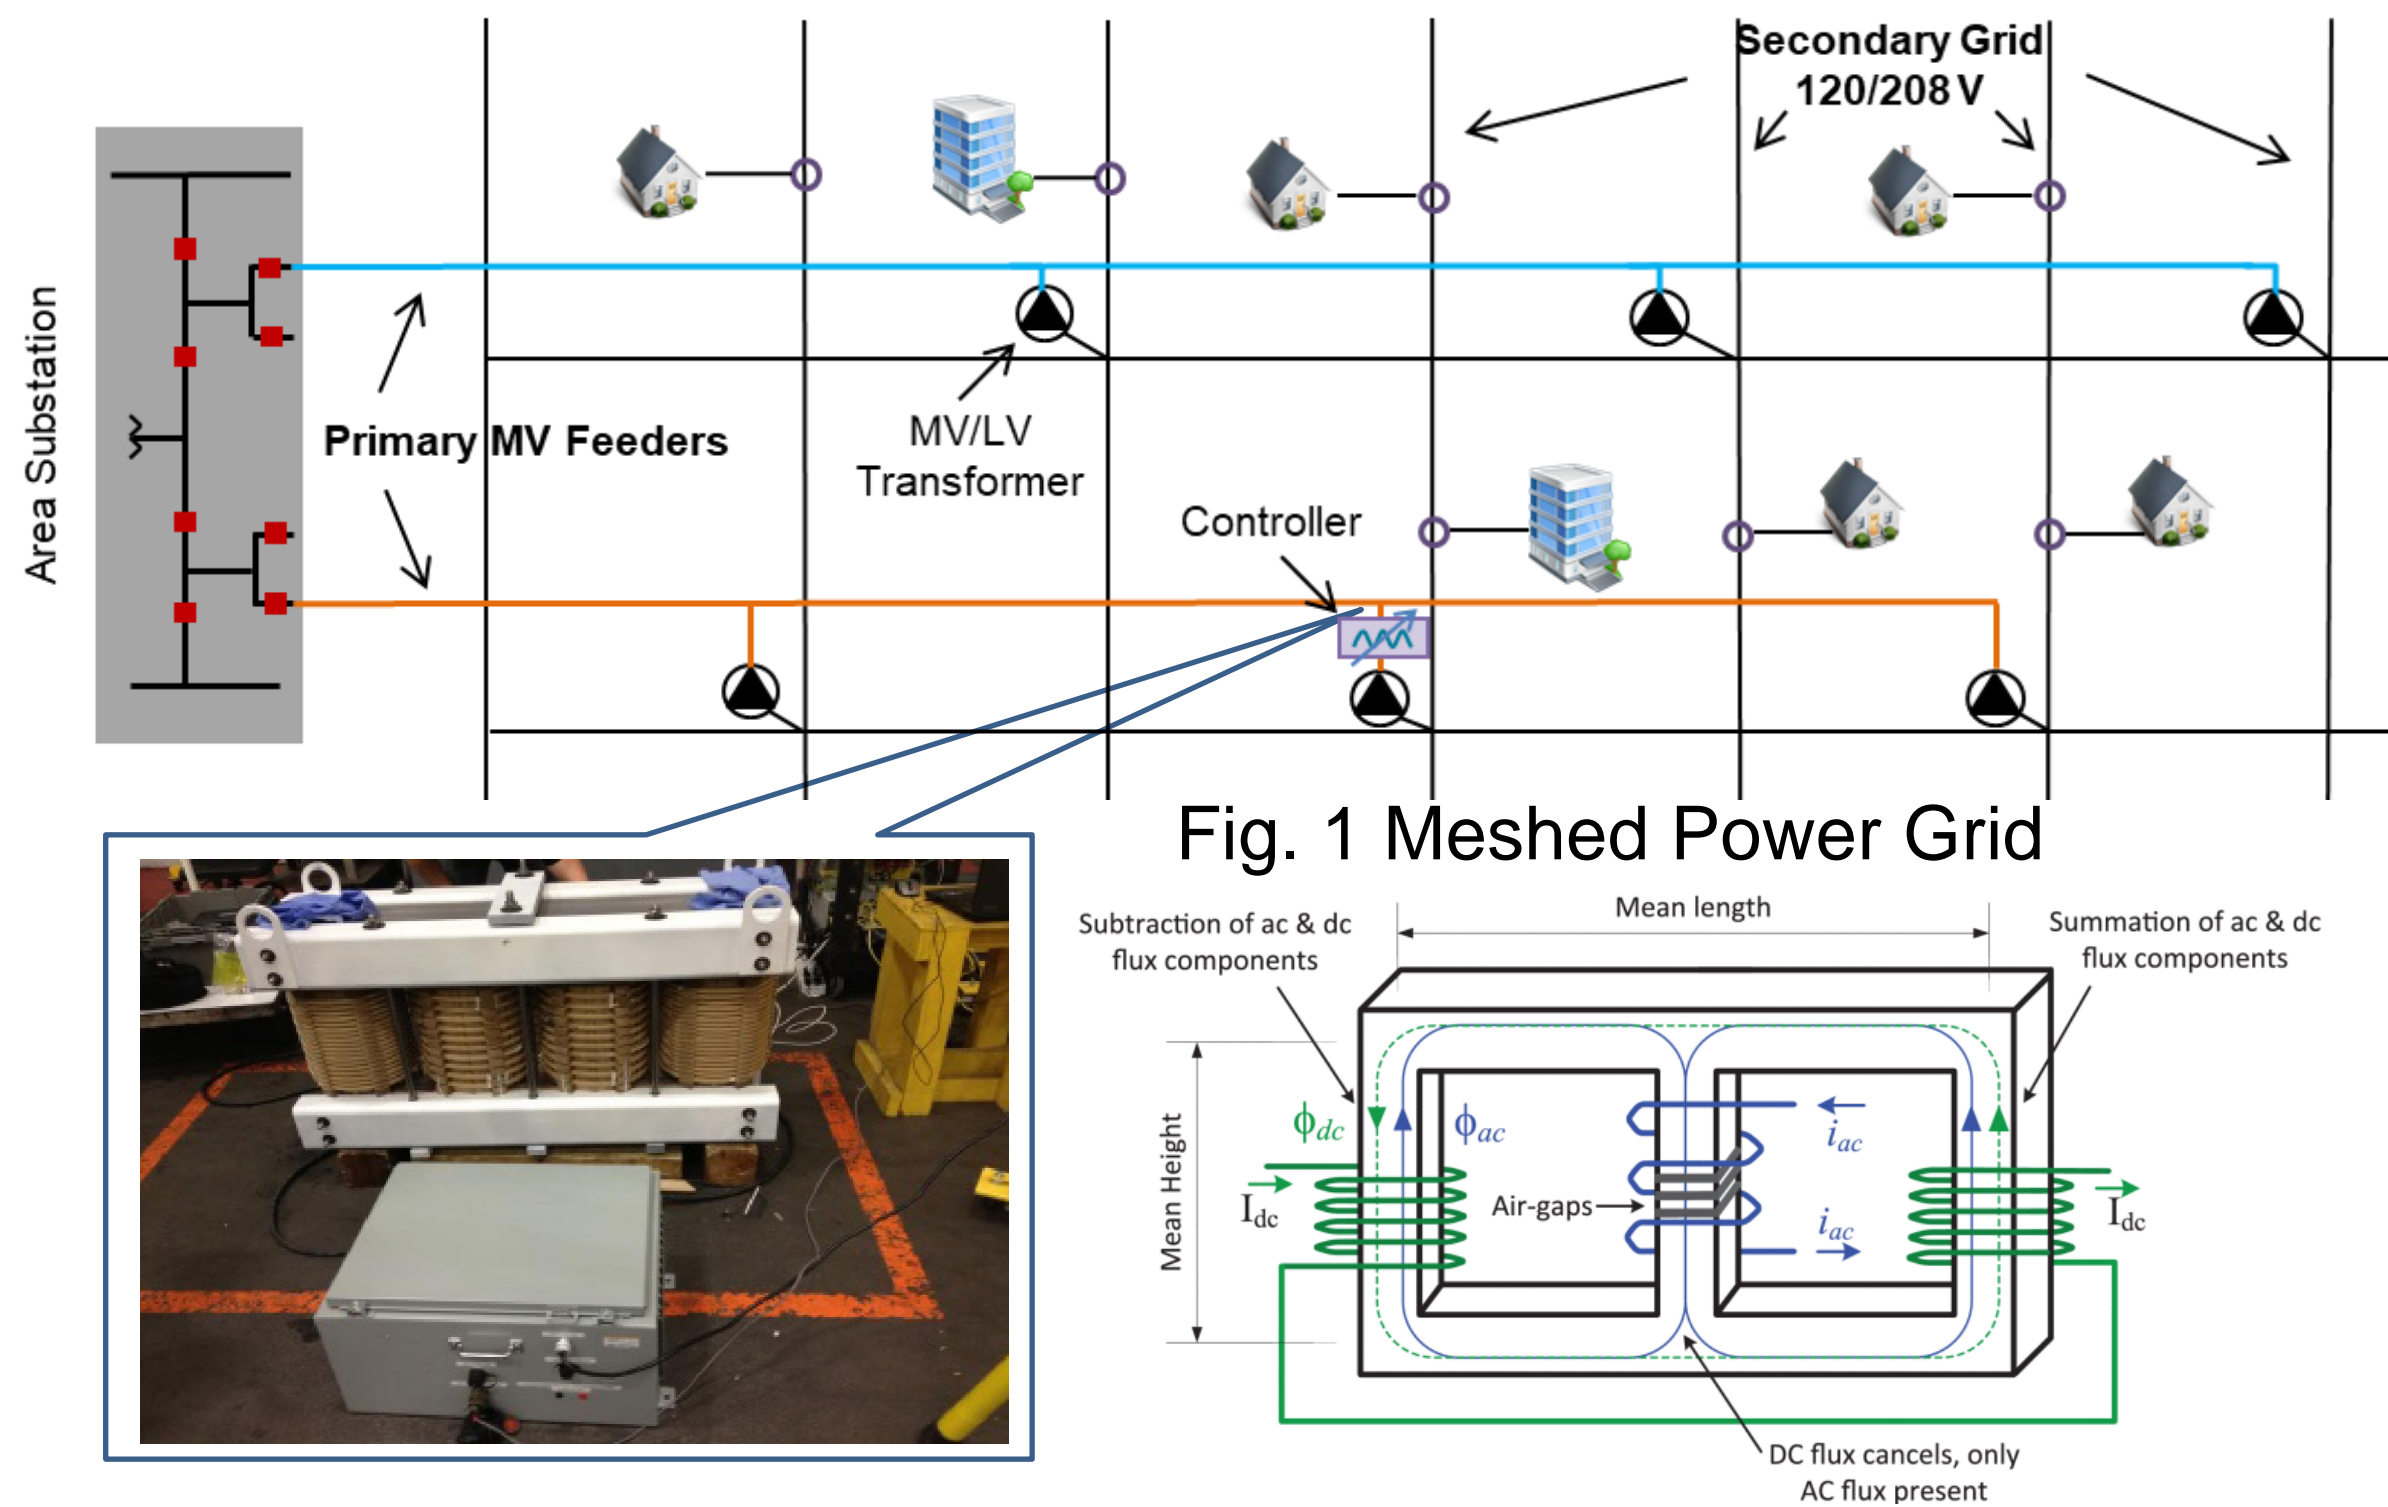 Secondary Grid
120/208 V
Area Substation
Primary MV Feeders
MV/LV
Transformer
Controller
Fig. 1 Meshed Power Grid
Mean length
Subtraction of ac & dc
flux components
Summation of ac & dc
flux components
Mean Height
ϕdc
ϕac
iac
Idc
Air-gaps
iac
Idc
DC flux cancels, only
AC flux present